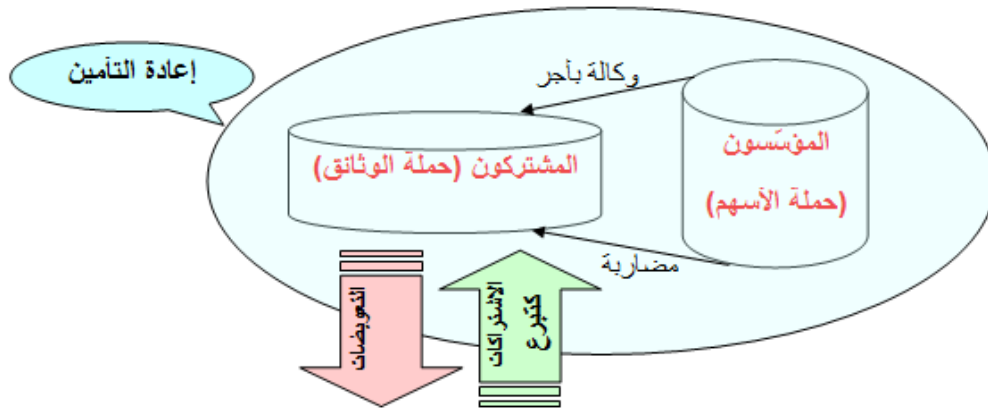 إعادة التأمين
وكالة بأجر
المؤسّسون
(حملة الأسهم)
المشتركون (حملة الوثائق)
مضاربة
التعويضات
الاشتراكات
كتبرع